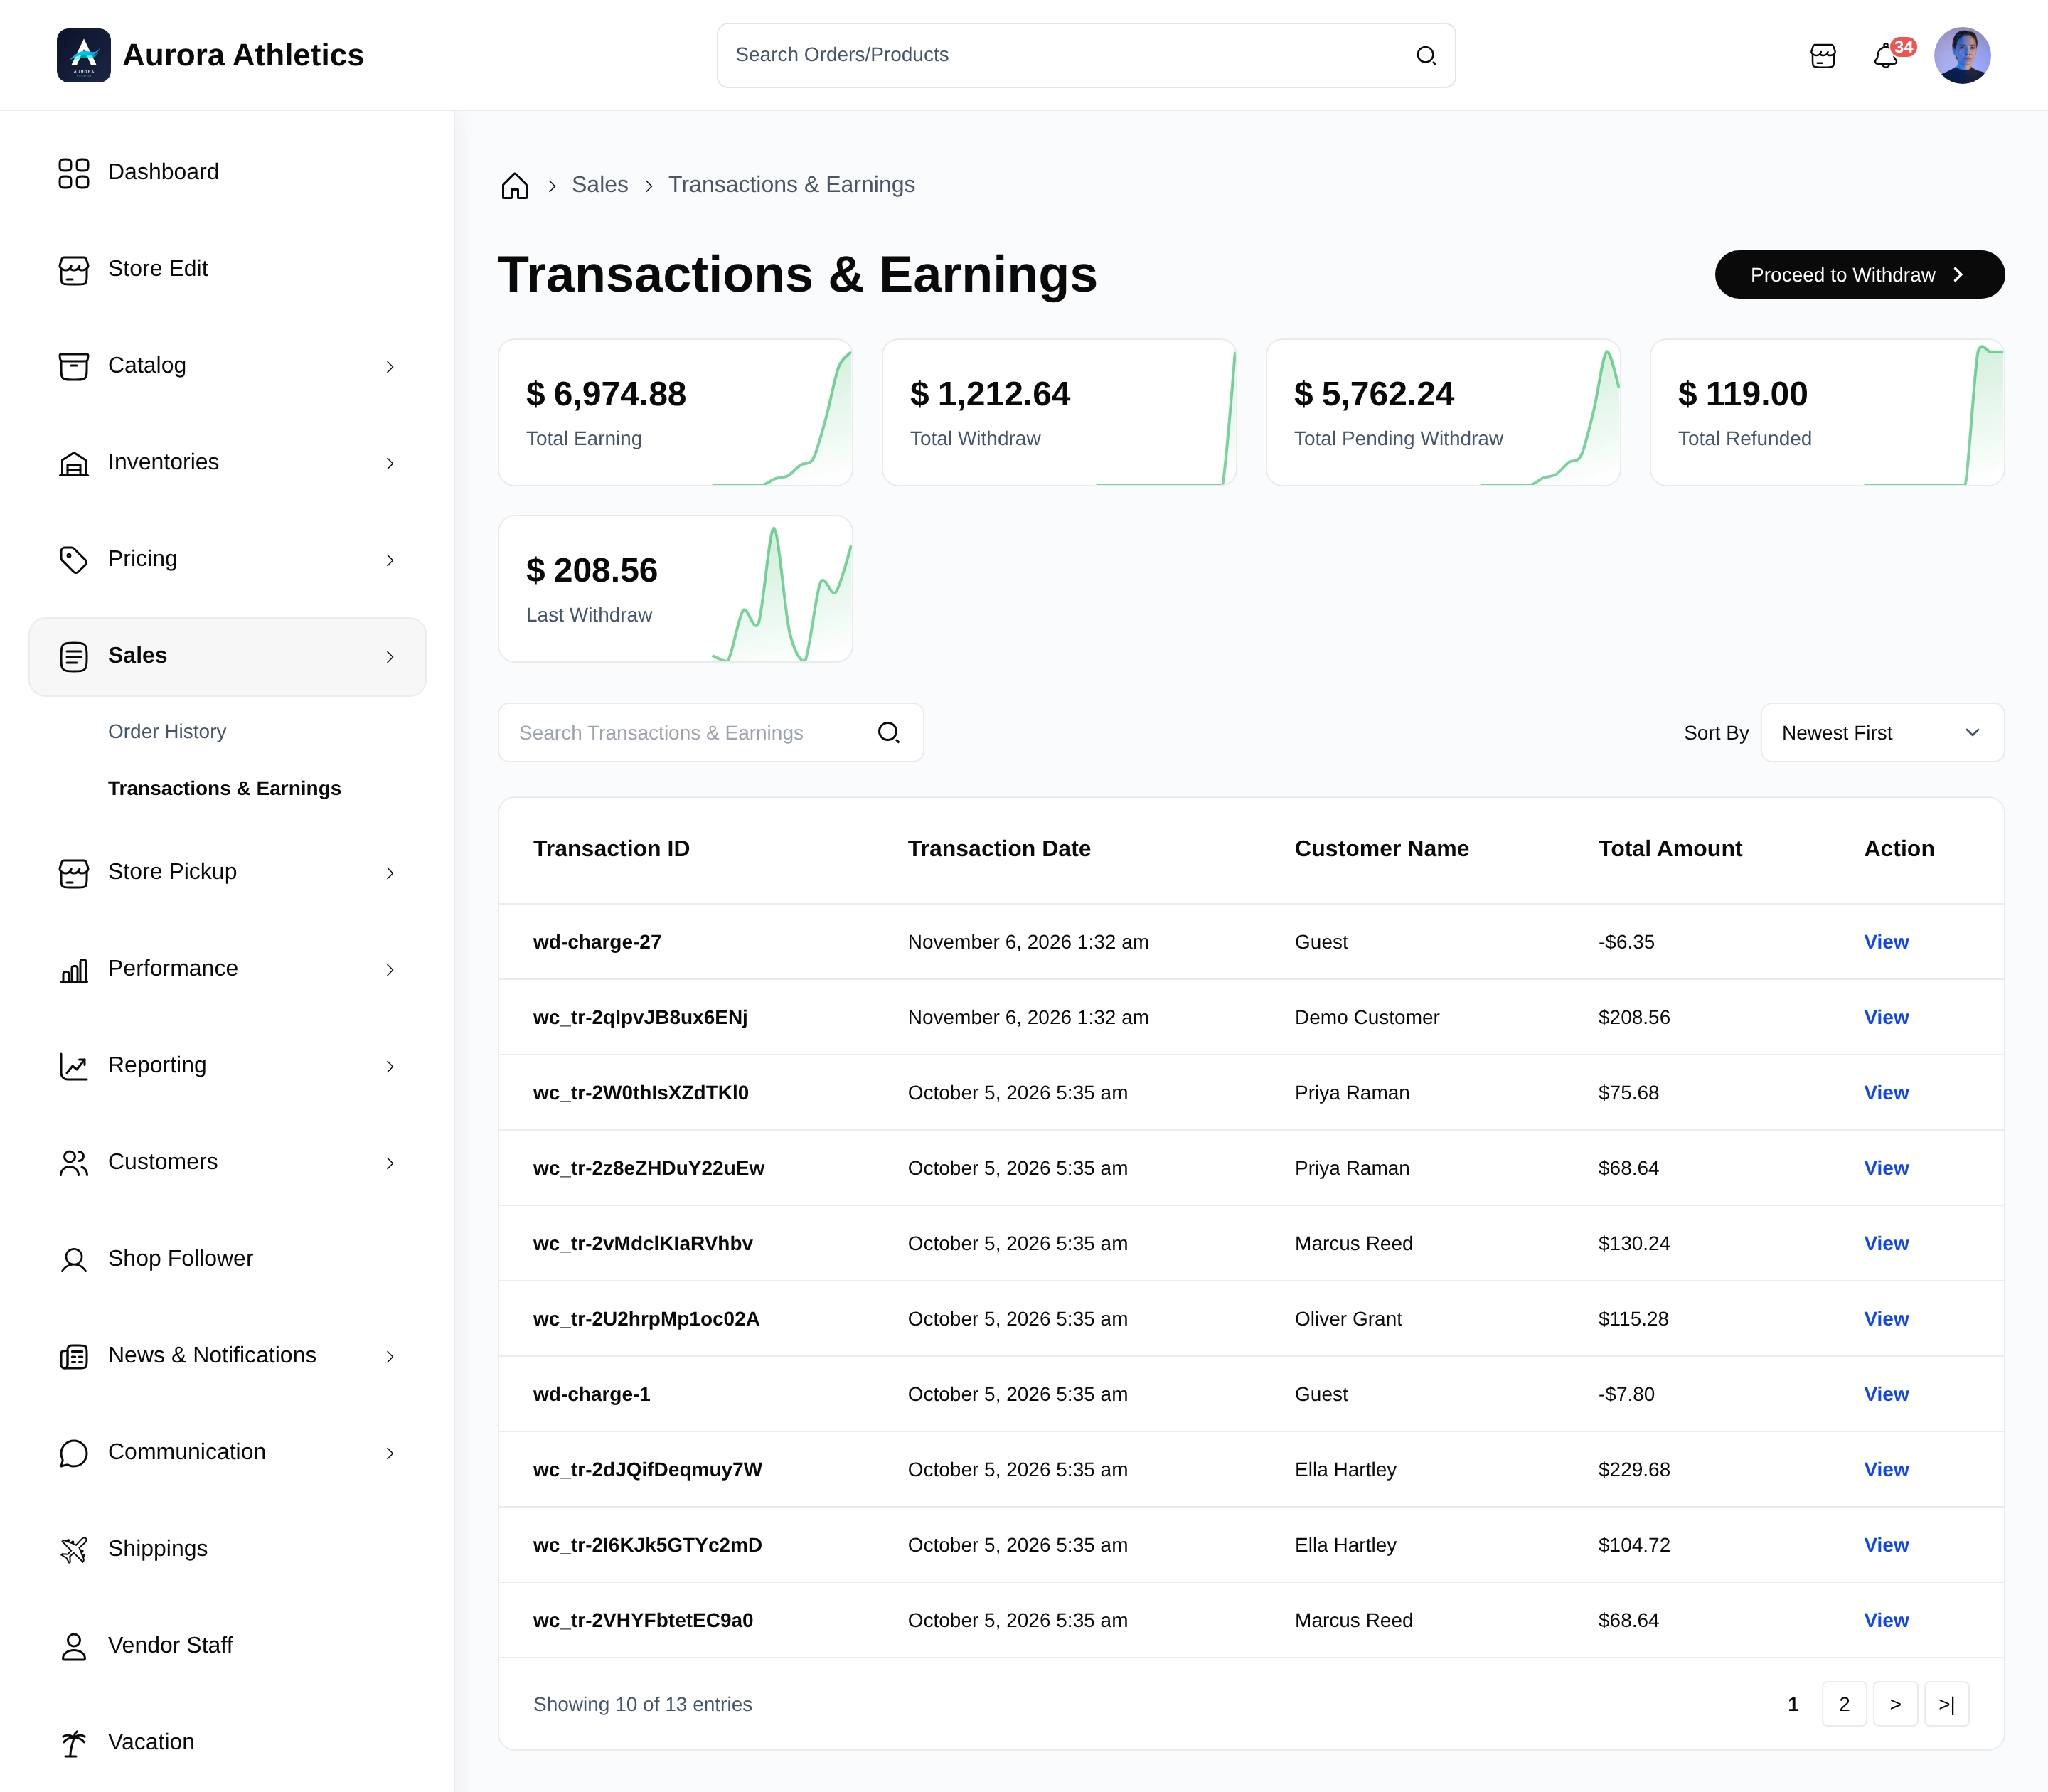 AURORA
Aurora Athletics
Search Orders/Products
34
Dashboard
Store Edit
Catalog
Inventories
Pricing
Sales
Order History
Transactions & Earnings
Store Pickup
Performance
Reporting
Customers
Shop Follower
News & Notifications
Communication
Shippings
Vendor Staff
Vacation
Sales
Transactions & Earnings
Transactions & Earnings
Proceed to Withdraw
$ 6,974.88
Total Earning
$ 1,212.64
Total Withdraw
$ 5,762.24
Total Pending Withdraw
$ 119.00
Total Refunded
$ 208.56
Last Withdraw
Search Transactions & Earnings
Sort By
Newest First
Transaction ID Transaction Date Customer Name Total Amount Action
wd-charge-27 November 6, 2026 1:32 am Guest -$6.35 View
wc_tr-2qIpvJB8ux6ENj November 6, 2026 1:32 am Demo Customer $208.56 View
wc_tr-2W0thIsXZdTKl0 October 5, 2026 5:35 am Priya Raman $75.68 View
wc_tr-2z8eZHDuY22uEw October 5, 2026 5:35 am Priya Raman $68.64 View
wc_tr-2vMdclKIaRVhbv October 5, 2026 5:35 am Marcus Reed $130.24 View
wc_tr-2U2hrpMp1oc02A October 5, 2026 5:35 am Oliver Grant $115.28 View
wd-charge-1 October 5, 2026 5:35 am Guest -$7.80 View
wc_tr-2dJQifDeqmuy7W October 5, 2026 5:35 am Ella Hartley $229.68 View
wc_tr-2I6KJk5GTYc2mD October 5, 2026 5:35 am Ella Hartley $104.72 View
wc_tr-2VHYFbtetEC9a0 October 5, 2026 5:35 am Marcus Reed $68.64 View
Showing 10 of 13 entries
1 2 > >|